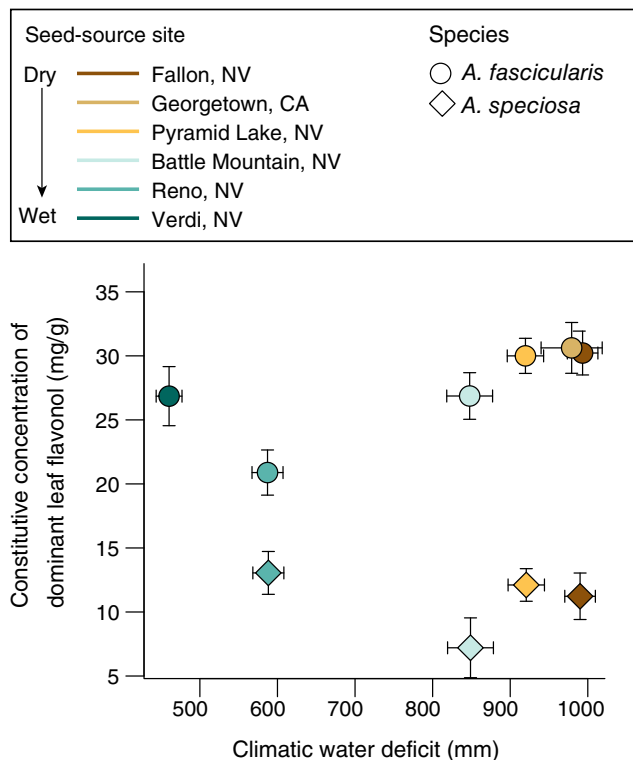 Seed-source site
Species
Dry
Wet
Fallon, NV
Georgetown, CA
Pyramid Lake, NV
Battle Mountain, NV
Reno, NV
Verdi, NV
A. fascicularis
A. speciosa
Constitutive concentration of
dominant leaf flavonol (mg/g)
35
30
25
20
15
10
5
500 600 700 800 900 1000
Climatic water deficit (mm)